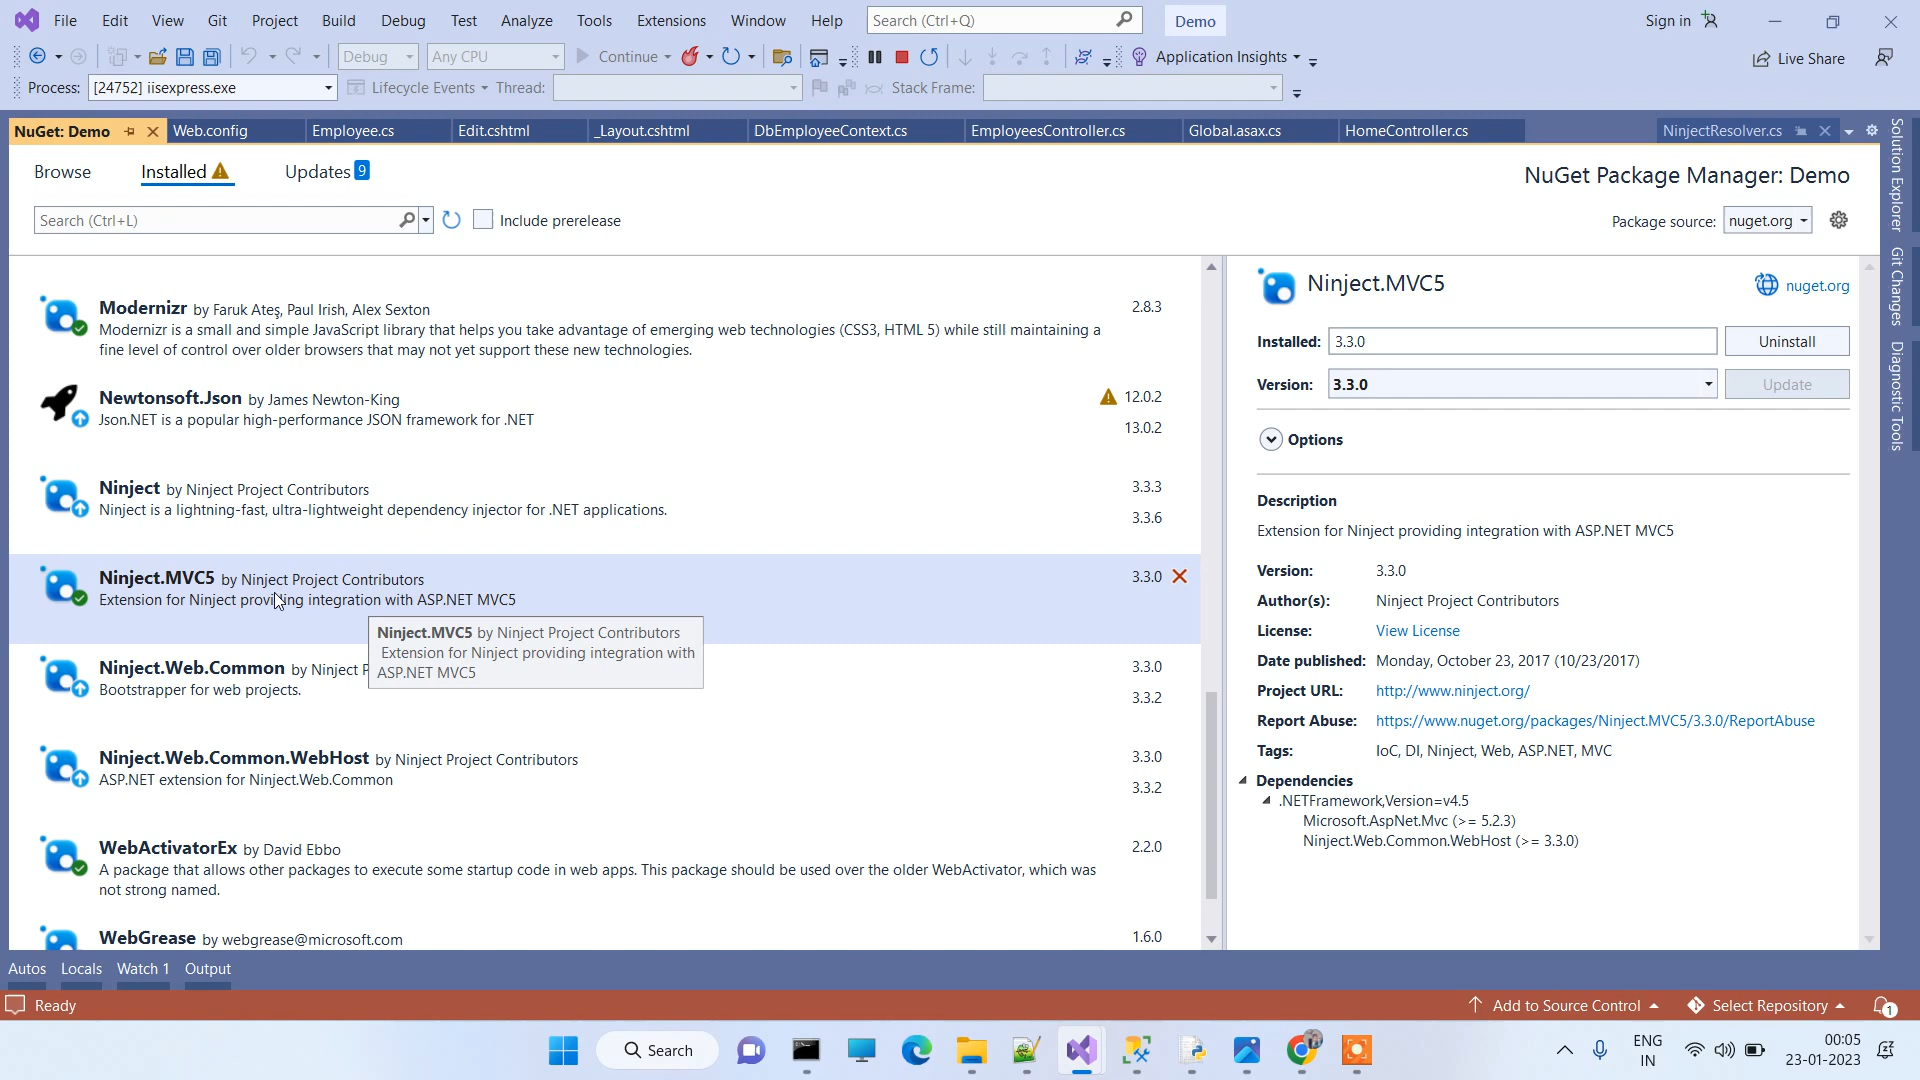 File Edit View Git Project Build Debug Test Analyze Tools Extensions Window Help Search (Ctrl+Q) Demo Sign in
Debug Any CPU Continue Application Insights Live Share
Process: [24752] iisexpress.exe Lifecycle Events Thread: Stack Frame:
NuGet: Demo Web.config Employee.cs Edit.cshtml _Layout.cshtml DbEmployeeContext.cs EmployeesController.cs Global.asax.cs HomeController.cs NinjectResolver.cs
Browse Installed Updates 9
NuGet Package Manager: Demo
Search (Ctrl+L) Include prerelease
Package source: nuget.org
Modernizr by Faruk Ateş, Paul Irish, Alex Sexton 2.8.3
Modernizr is a small and simple JavaScript library that helps you take advantage of emerging web technologies (CSS3, HTML 5) while still maintaining a
fine level of control over older browsers that may not yet support these new technologies.
Newtonsoft.Json by James Newton-King 12.0.2
Json.NET is a popular high-performance JSON framework for .NET
13.0.2
Ninject by Ninject Project Contributors 3.3.3
Ninject is a lightning-fast, ultra-lightweight dependency injector for .NET applications.
3.3.6
Ninject.MVC5 by Ninject Project Contributors 3.3.0
Extension for Ninject providing integration with ASP.NET MVC5
Ninject.MVC5 by Ninject Project Contributors
Extension for Ninject providing integration with
ASP.NET MVC5
Ninject.Web.Common by Ninject 3.3.0
Bootstrapper for web projects.
3.3.2
Ninject.Web.Common.WebHost by Ninject Project Contributors 3.3.0
ASP.NET extension for Ninject.Web.Common
3.3.2
WebActivatorEx by David Ebbo 2.2.0
A package that allows other packages to execute some startup code in web apps. This package should be used over the older WebActivator, which was
not strong named.
WebGrease by webgrease@microsoft.com 1.6.0
Ninject.MVC5 nuget.org
Installed: 3.3.0 Uninstall
Version: 3.3.0 Update
Options
Description
Extension for Ninject providing integration with ASP.NET MVC5
Version: 3.3.0
Author(s): Ninject Project Contributors
License: View License
Date published: Monday, October 23, 2017 (10/23/2017)
Project URL: http://www.ninject.org/
Report Abuse: https://www.nuget.org/packages/Ninject.MVC5/3.3.0/ReportAbuse
Tags: IoC, DI, Ninject, Web, ASP.NET, MVC
Dependencies
.NETFramework,Version=v4.5
Microsoft.AspNet.Mvc (>= 5.2.3)
Ninject.Web.Common.WebHost (>= 3.3.0)
Solution Explorer
Git Changes
Diagnostic Tools
Autos Locals Watch 1 Output
Ready Add to Source Control Select Repository 1
Search
ENG
IN
00:05
23-01-2023